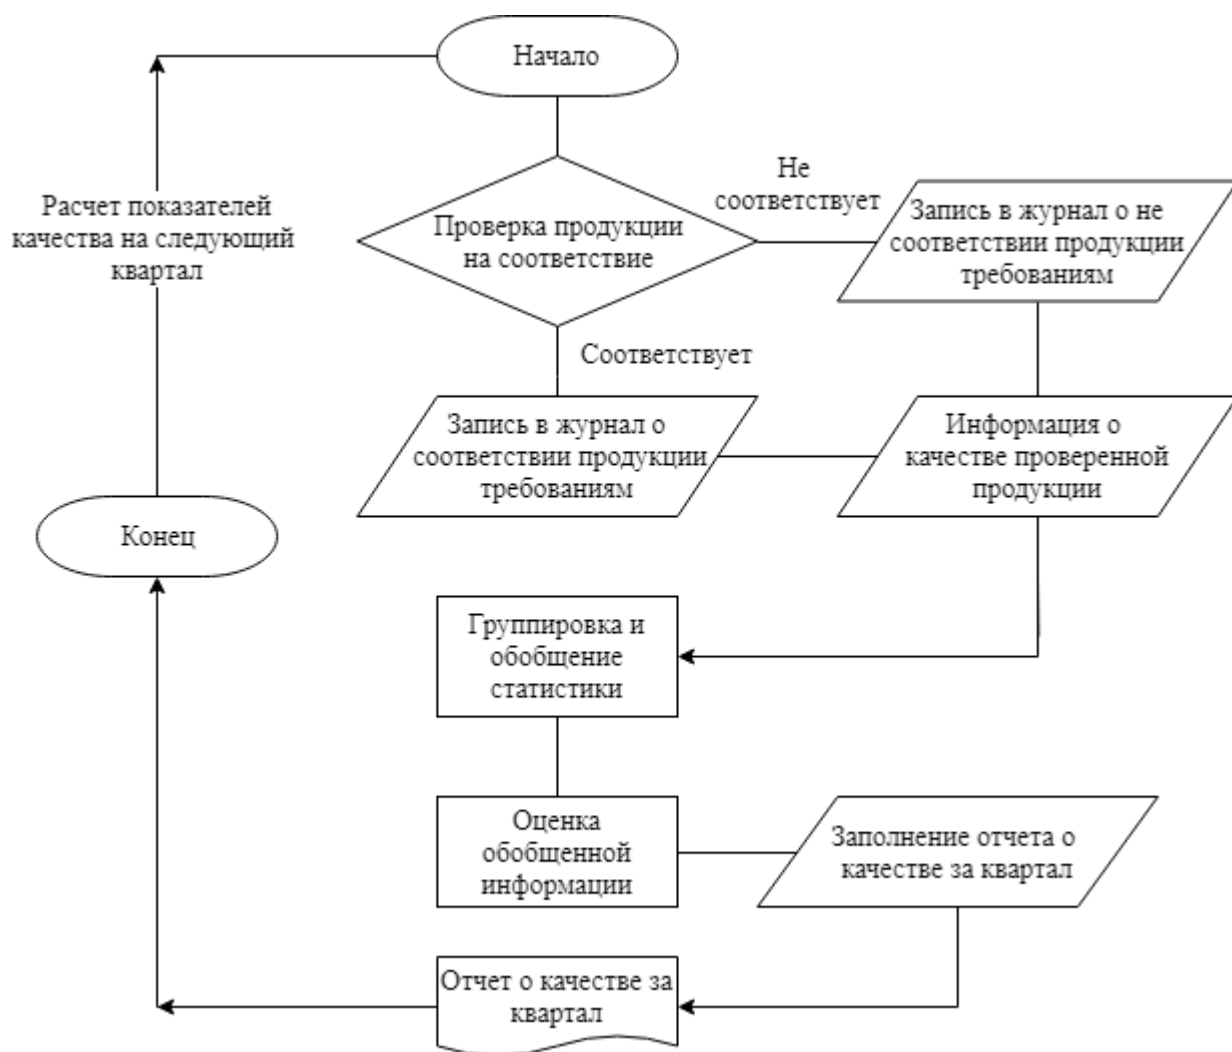 Начало
Не
соответствует
Расчет показателей
качества на следующий
квартал
Проверка продукции
на соответствие
Запись в журнал о не
соответствии продукции
требованиям
Соответствует
Запись в журнал о
соответствии продукции
требованиям
Информация о
качестве проверенной
продукции
Конец
Группировка и
обобщение
статистики
Оценка
обобщенной
информации
Заполнение отчета о
качестве за квартал
Отчет о качестве за
квартал